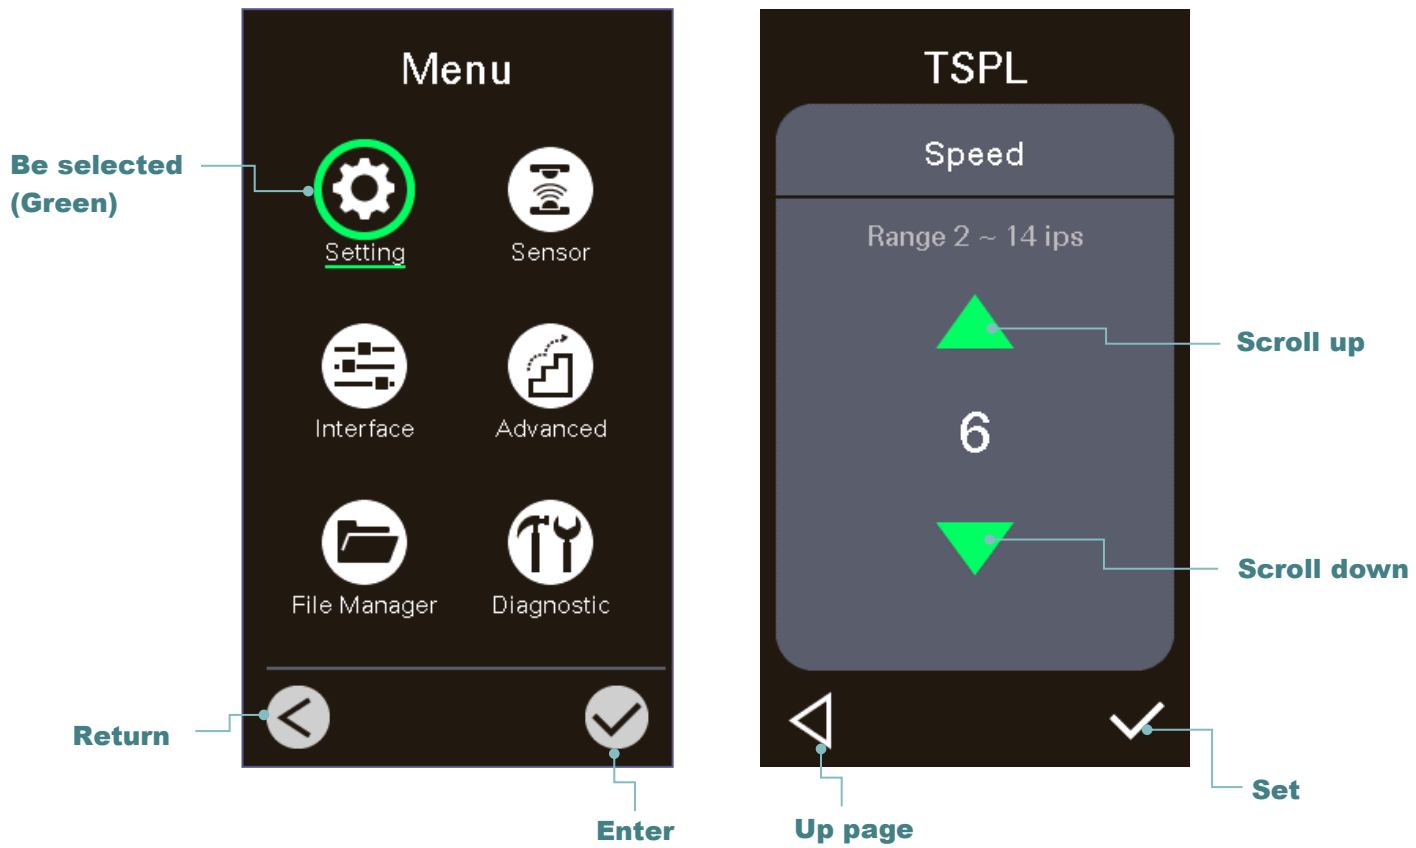 Menu
Be selected
(Green)
Setting
Sensor
Interface
Advanced
File Manager
Diagnostic
Return
Enter
TSPL
Speed
Range 2 ~ 14 ips
Scroll up
6
Scroll down
Set
Up page